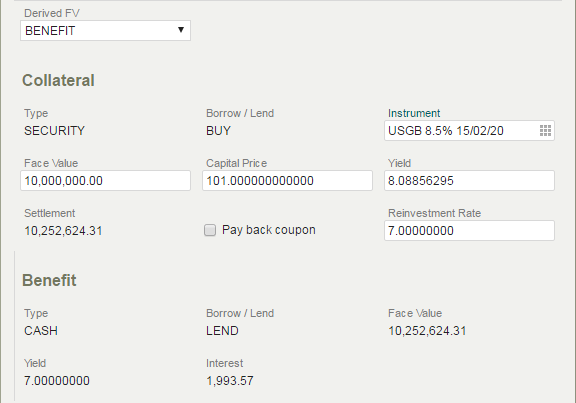 Derived FV
BENEFIT
Collateral
Type Borrow / Lend Instrument
SECURITY BUY USGB 8.5% 15/02/20
Face Value Capital Price Yield
10,000,000.00 101.000000000000 8.08856295
Settlement Reinvestment Rate
10,252,624.31 Pay back coupon 7.00000000
Benefit
Type Borrow / Lend Face Value
CASH LEND 10,252,624.31
Yield Interest
7.00000000 1,993.57